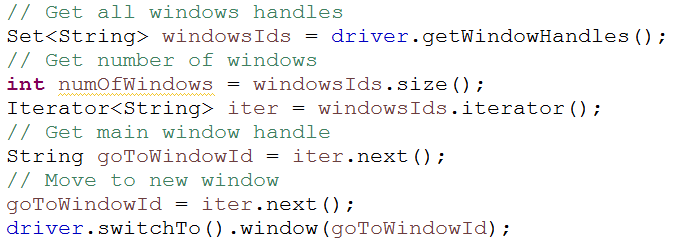 // Get all windows handles
Set<String> windowsIds = driver.getWindowHandles();
// Get number of windows
int numOfWindows = windowsIds.size();
Iterator<String> iter = windowsIds.iterator();
// Get main window handle
String goToWindowId = iter.next();
// Move to new window
goToWindowId = iter.next();
driver.switchTo().window(goToWindowId);